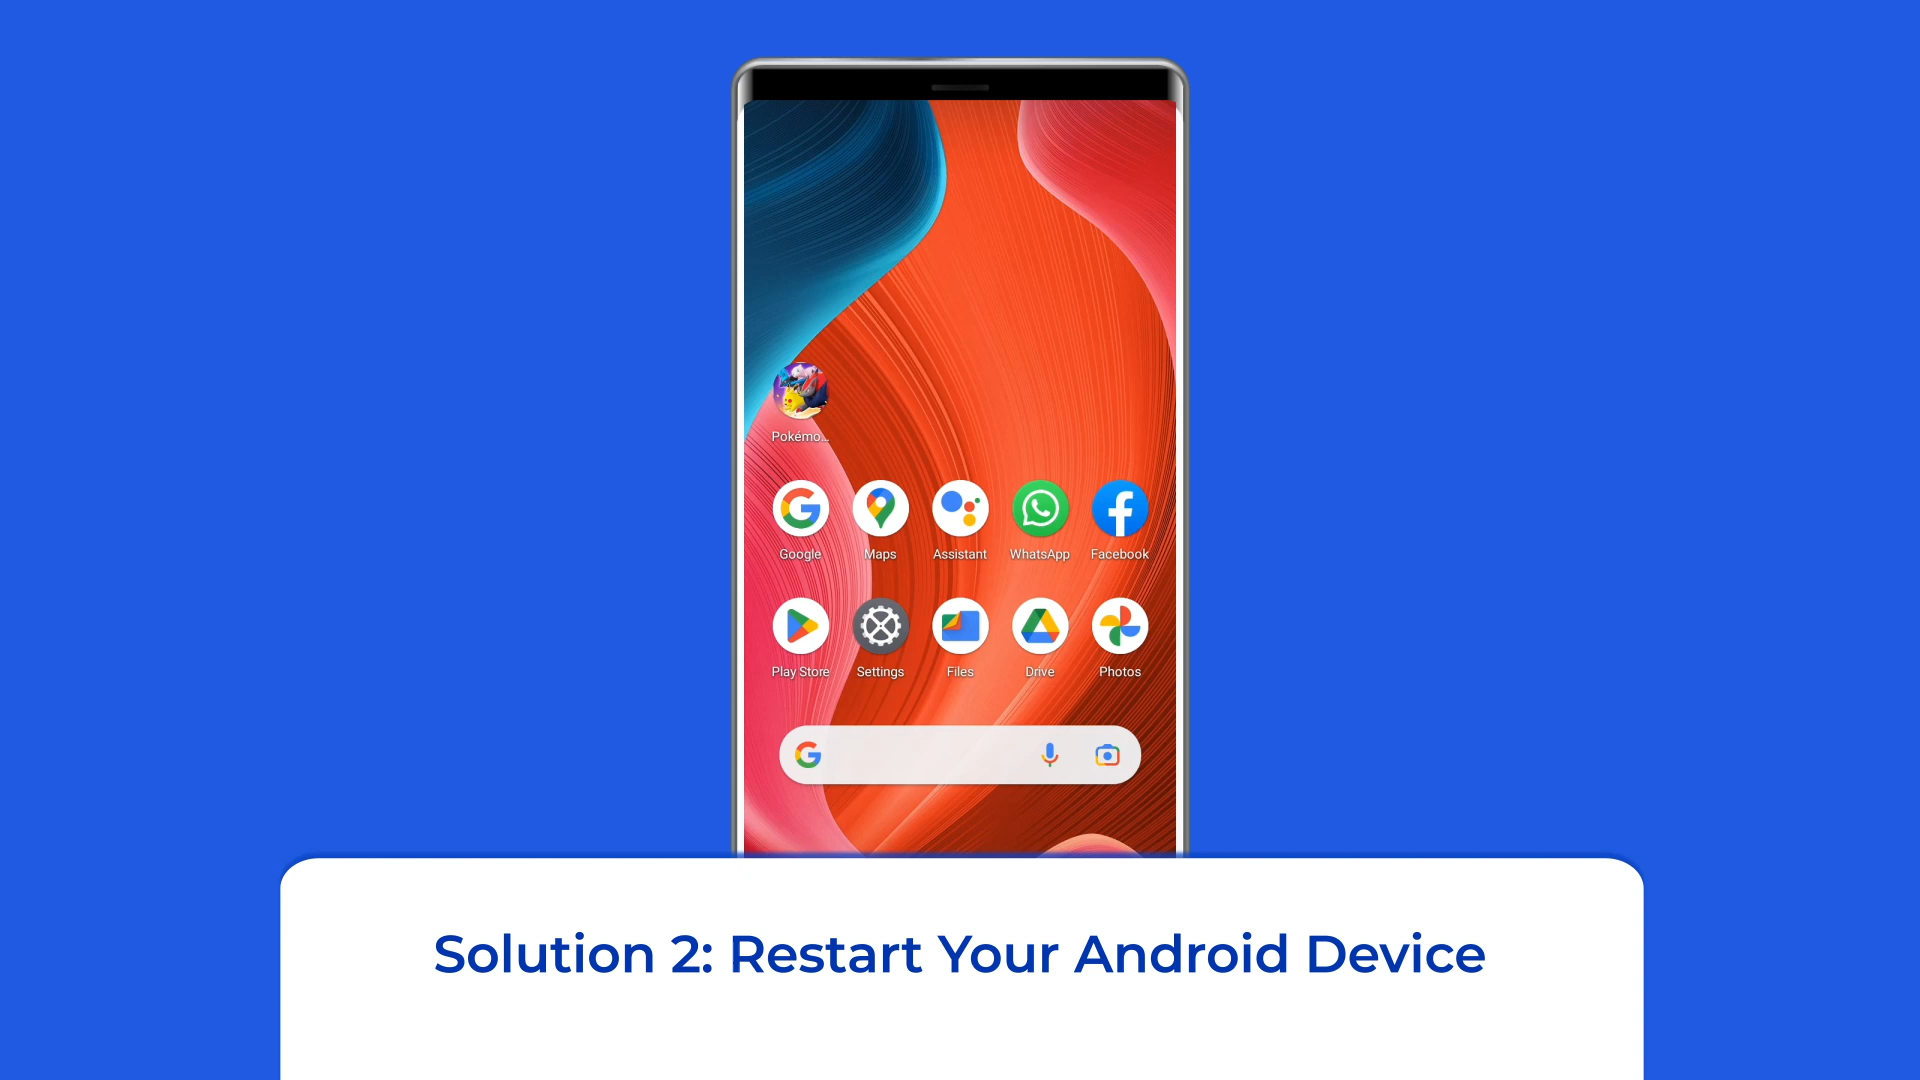 Pokémo...
Google Maps Assistant WhatsApp Facebook
Play Store Settings Files Drive Photos
Solution 2: Restart Your Android Device